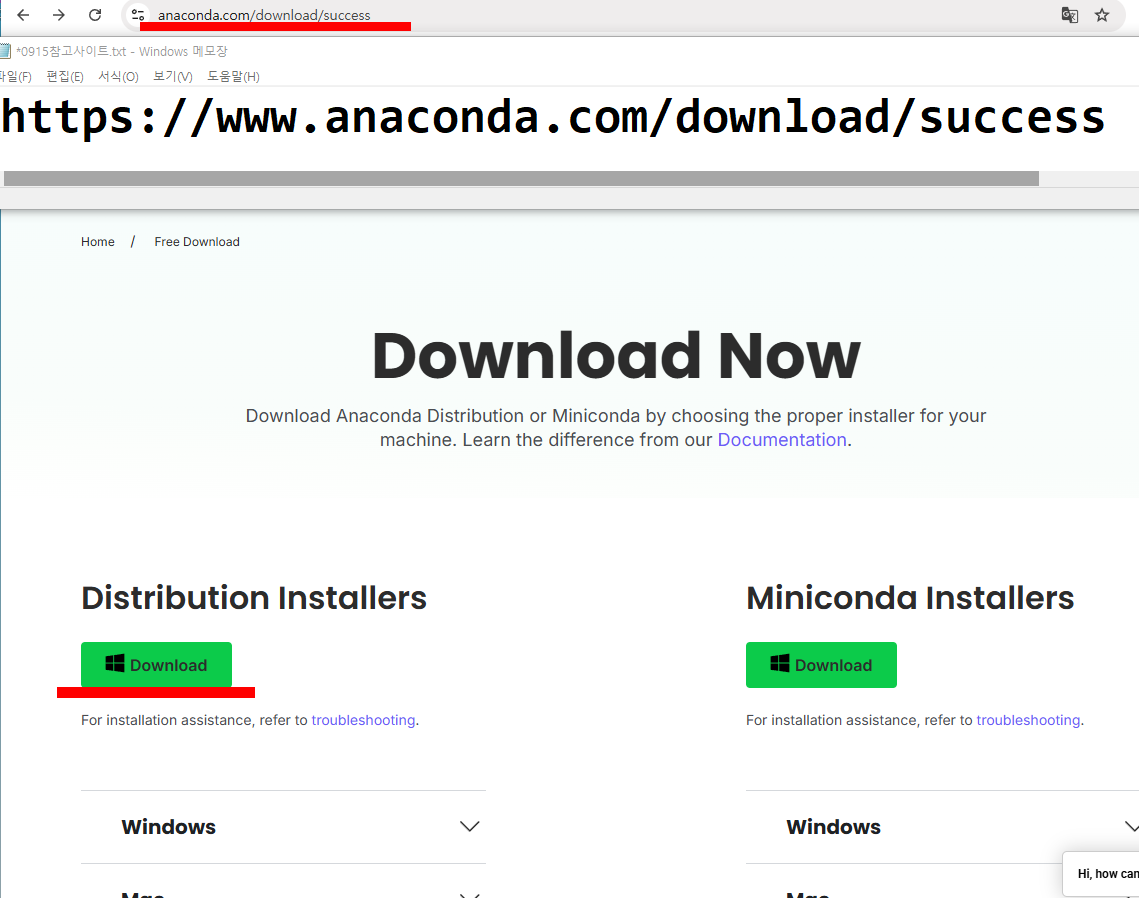 anaconda.com/download/success
*0915참고사이트.txt - Windows 메모장
파일(F) 편집(E) 서식(O) 보기(V) 도움말(H)
https://www.anaconda.com/download/success
Home / Free Download
Download Now
Download Anaconda Distribution or Miniconda by choosing the proper installer for your
machine. Learn the difference from our Documentation.
Distribution Installers
Download
For installation assistance, refer to troubleshooting.
Windows
Mac
Miniconda Installers
Download
For installation assistance, refer to troubleshooting.
Windows
Mac
Hi, how can